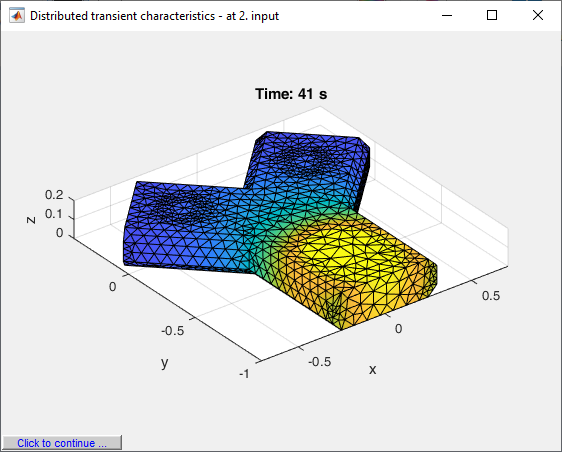 Distributed transient characteristics - at 2. input
Time: 41 s
0.2
0.1
0
z
0
-0.5
-1
y
-0.5
0
0.5
x
Click to continue ...